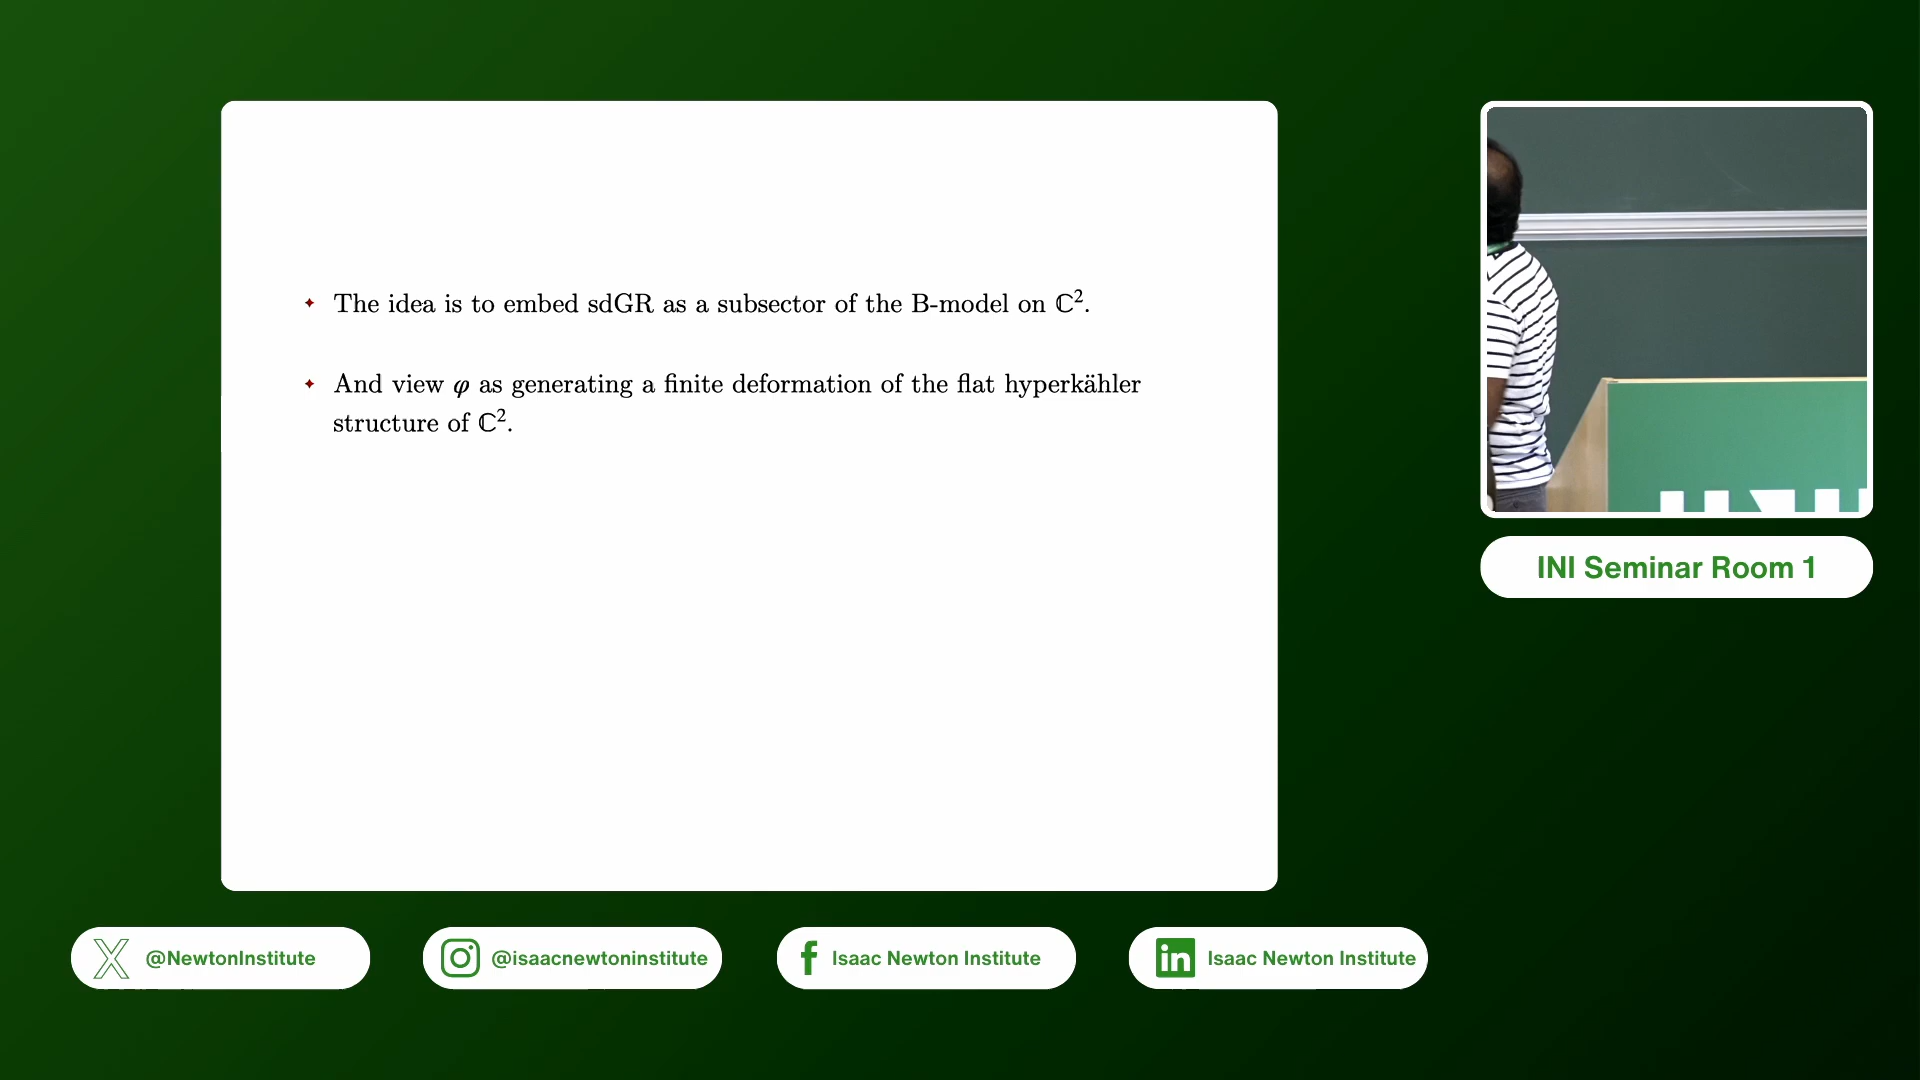 ✦ The idea is to embed sdGR as a subsector of the B-model on ℂ².
✦ And view φ as generating a finite deformation of the flat hyperkähler
structure of ℂ².
INI Seminar Room 1
@NewtonInstitute
@isaacnewtoninstitute
Isaac Newton Institute
Isaac Newton Institute